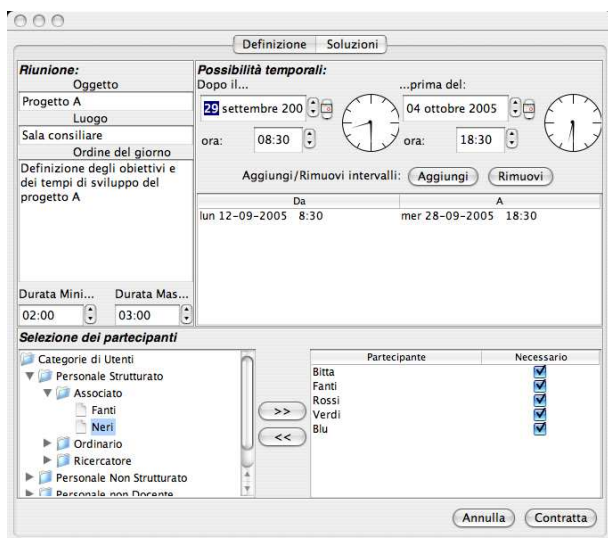 Definizione Soluzioni
Riunione:
Oggetto
Progetto A
Luogo
Sala consiliare
Ordine del giorno
Definizione degli obiettivi e
dei tempi di sviluppo del
progetto A
Durata Mini... Durata Mas...
02:00 03:00
Possibilità temporali:
Dopo il... ...prima del:
29 settembre 200 04 ottobre 2005
ora: 08:30 ora: 18:30
Aggiungi/Rimuovi intervalli: Aggiungi Rimuovi
Da A
lun 12-09-2005 8:30 mer 28-09-2005 18:30
Selezione dei partecipanti
Categorie di Utenti
Personale Strutturato
Associato
Fanti
Neri
Ordinario
Ricercatore
Personale Non Strutturato
Personale non Docente
>>
<<
Partecipante Necessario
Bitta
Fanti
Rossi
Verdi
Blu
Annulla Contratta